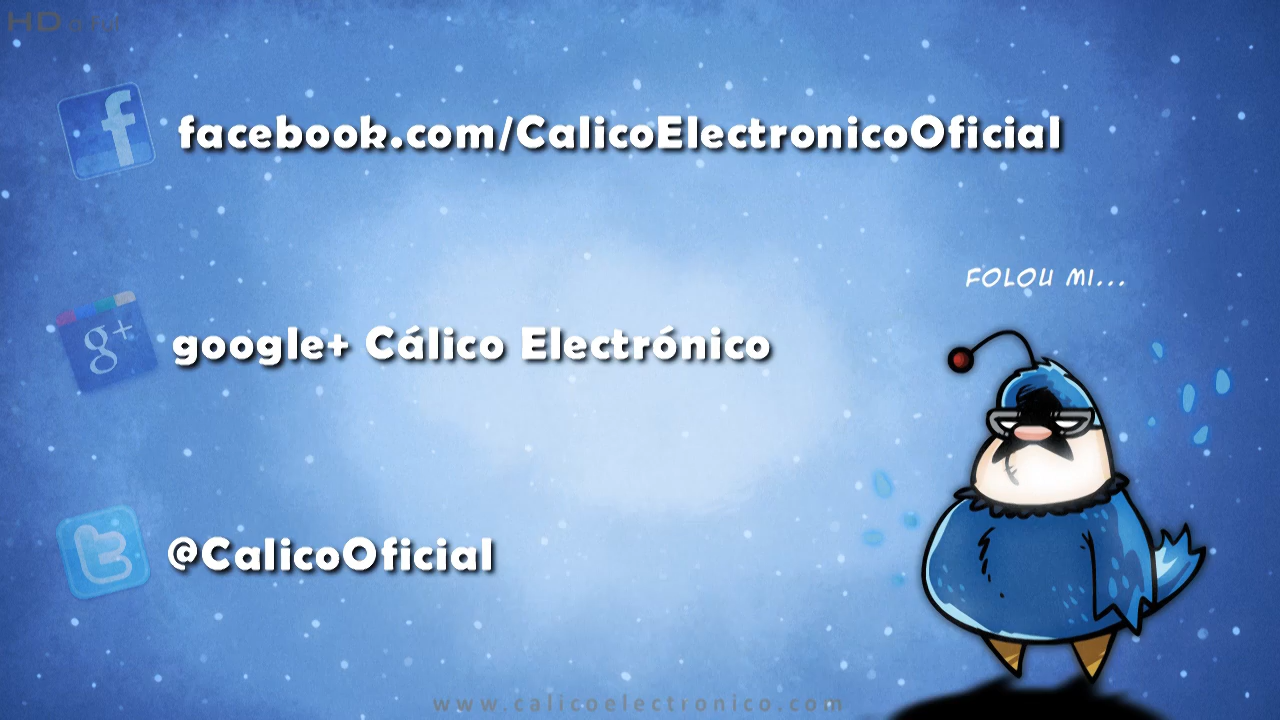 HD
facebook.com/CalicoElectronicoOficial
FOLOU MI...
google+ Cálico Electrónico
@CalicoOficial
www.calicoelectronico.com